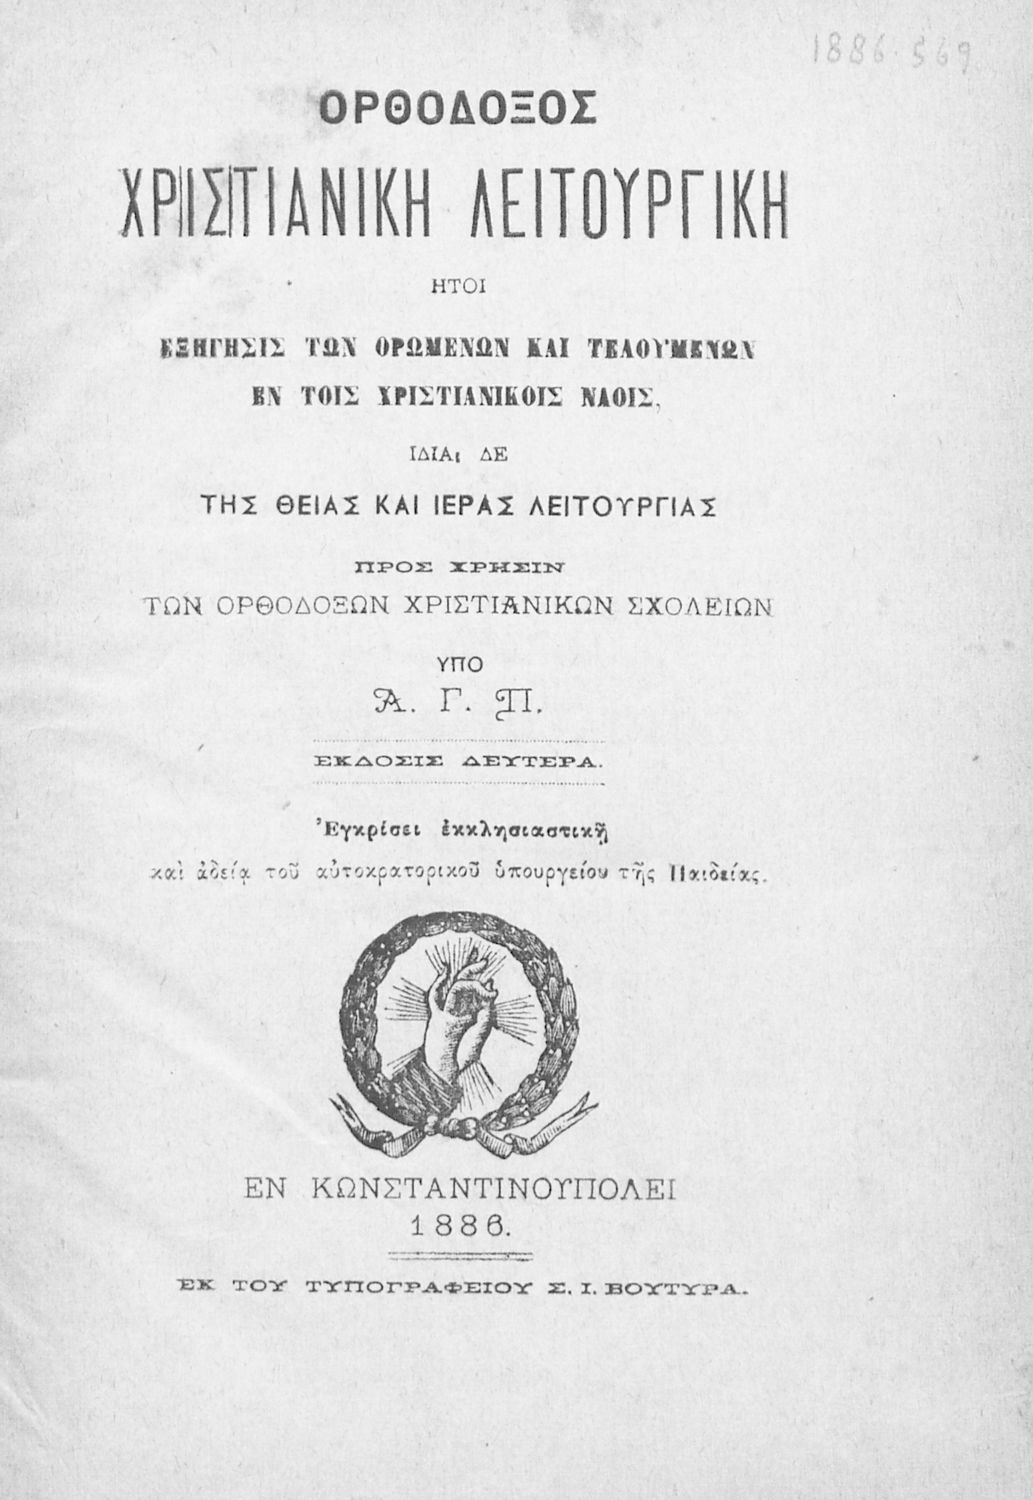 1886.569
ΟΡΘΟΔΟΞΟΣ
ΧΡΙΣΤΙΑΝΙΚΗ ΛΕΙΤΟΥΡΓΙΚΗ
ΗΤΟΙ
ΕΞΗΓΗΣΙΣ ΤΩΝ ΟΡΩΜΕΝΩΝ ΚΑΙ ΤΕΛΟΥΜΕΝΩΝ
ΕΝ ΤΟΙΣ ΧΡΙΣΤΙΑΝΙΚΟΙΣ ΝΑΟΙΣ,
ΙΔΙΑι ΔΕ
ΤΗΣ ΘΕΙΑΣ ΚΑΙ ΙΕΡΑΣ ΛΕΙΤΟΥΡΓΙΑΣ
ΠΡΟΣ ΧΡΗΣΙΝ
ΤΩΝ ΟΡΘΟΔΟΞΩΝ ΧΡΙΣΤΙΑΝΙΚΩΝ ΣΧΟΛΕΙΩΝ
ΥΠΟ
Α. Γ. Π.
ΕΚΔΟΣΙΣ ΔΕΥΤΕΡΑ.
Ἐγκρίσει ἐκκλησιαστικῇ
καὶ ἀδείᾳ τοῦ αὐτοκρατορικοῦ ὑπουργείου τῆς Παιδείας.
ΕΝ ΚΩΝΣΤΑΝΤΙΝΟΥΠΟΛΕΙ
1886.
ΕΚ ΤΟΥ ΤΥΠΟΓΡΑΦΕΙΟΥ Σ. Ι. ΒΟΥΤΥΡΑ.